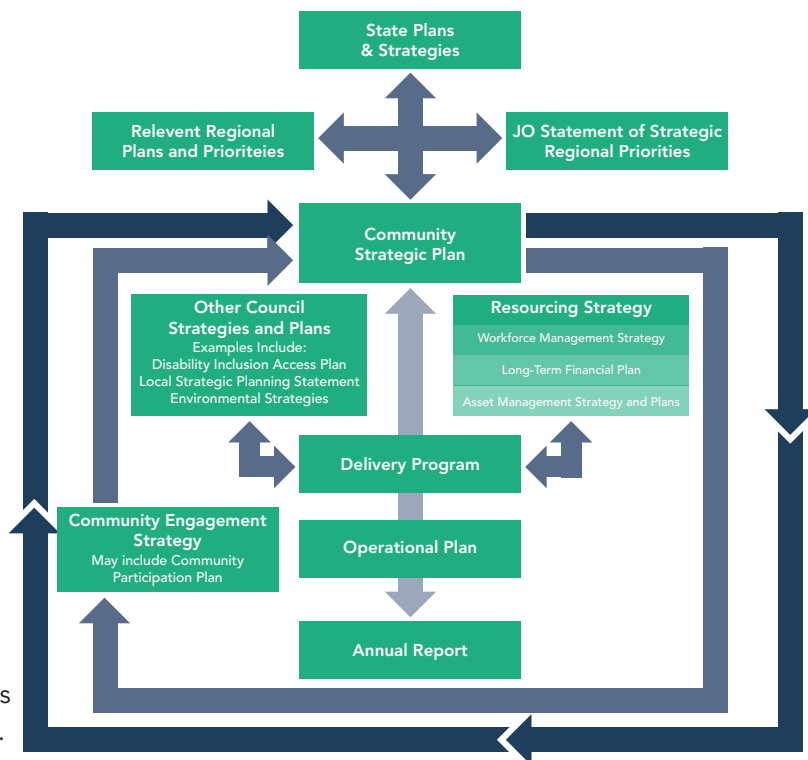 State Plans
& Strategies
Relevent Regional
Plans and Prioriteies
JO Statement of Strategic
Regional Priorities
Community
Strategic Plan
Other Council
Strategies and Plans
Examples Include:
Disability Inclusion Access Plan
Local Strategic Planning Statement
Environmental Strategies
Resourcing Strategy
Workforce Management Strategy
Long-Term Financial Plan
Asset Management Strategy and Plans
Delivery Program
Community Engagement
Strategy
May include Community
Participation Plan
Operational Plan
Annual Report
s
.